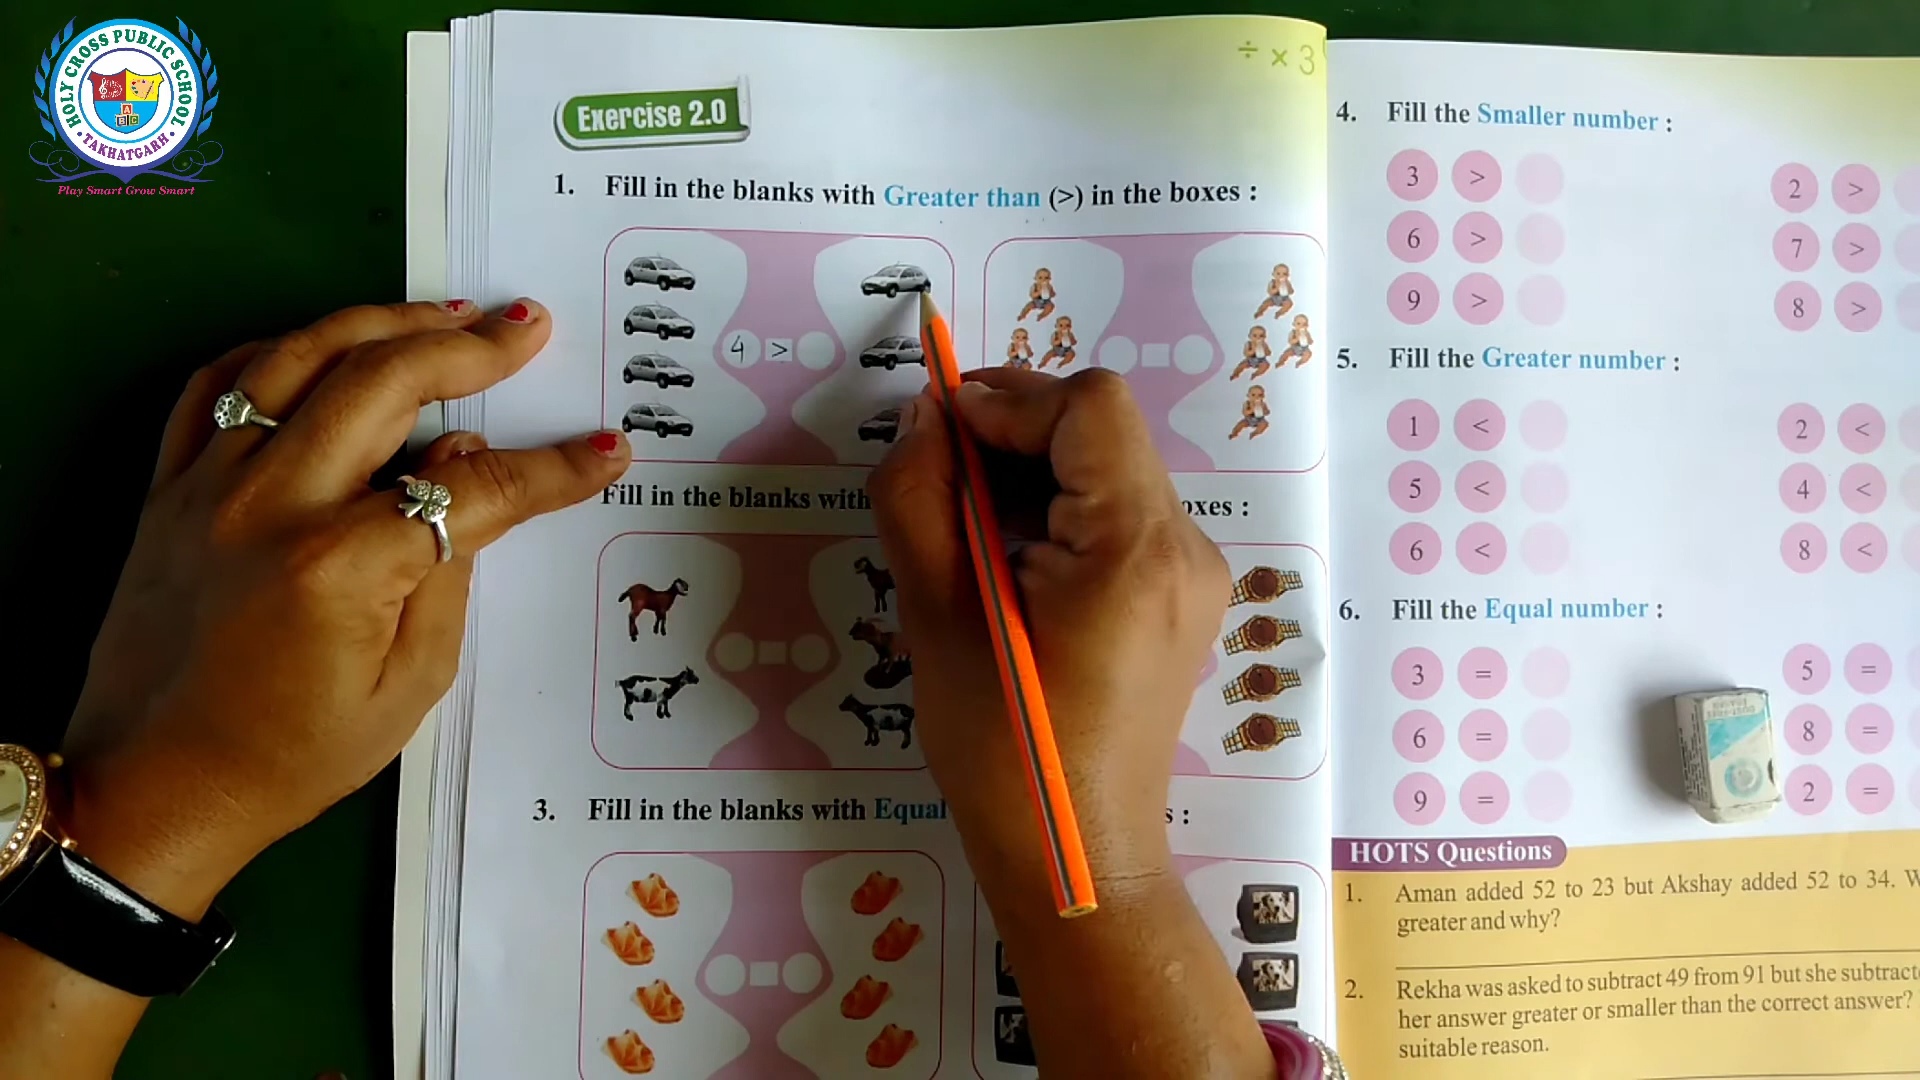 HOLY CROSS PUBLIC SCHOOL
TAKHATGARH
A
B C
Play Smart Grow Smart
÷ × 3
Exercise 2.0
1. Fill in the blanks with Greater than (>) in the boxes :
4 >
Fill in the blanks with
oxes :
3. Fill in the blanks with Equal
s :
4. Fill the Smaller number :
3 > 2 >
6 > 7 >
9 > 8 >
5. Fill the Greater number :
1 < 2 <
5 < 4 <
6 < 8 <
6. Fill the Equal number :
3 = 5 =
6 = 8 =
9 = 2 =
HOTS Questions
1. Aman added 52 to 23 but Akshay added 52 to 34. W
greater and why?
2. Rekha was asked to subtract 49 from 91 but she subtract
her answer greater or smaller than the correct answer?
suitable reason.